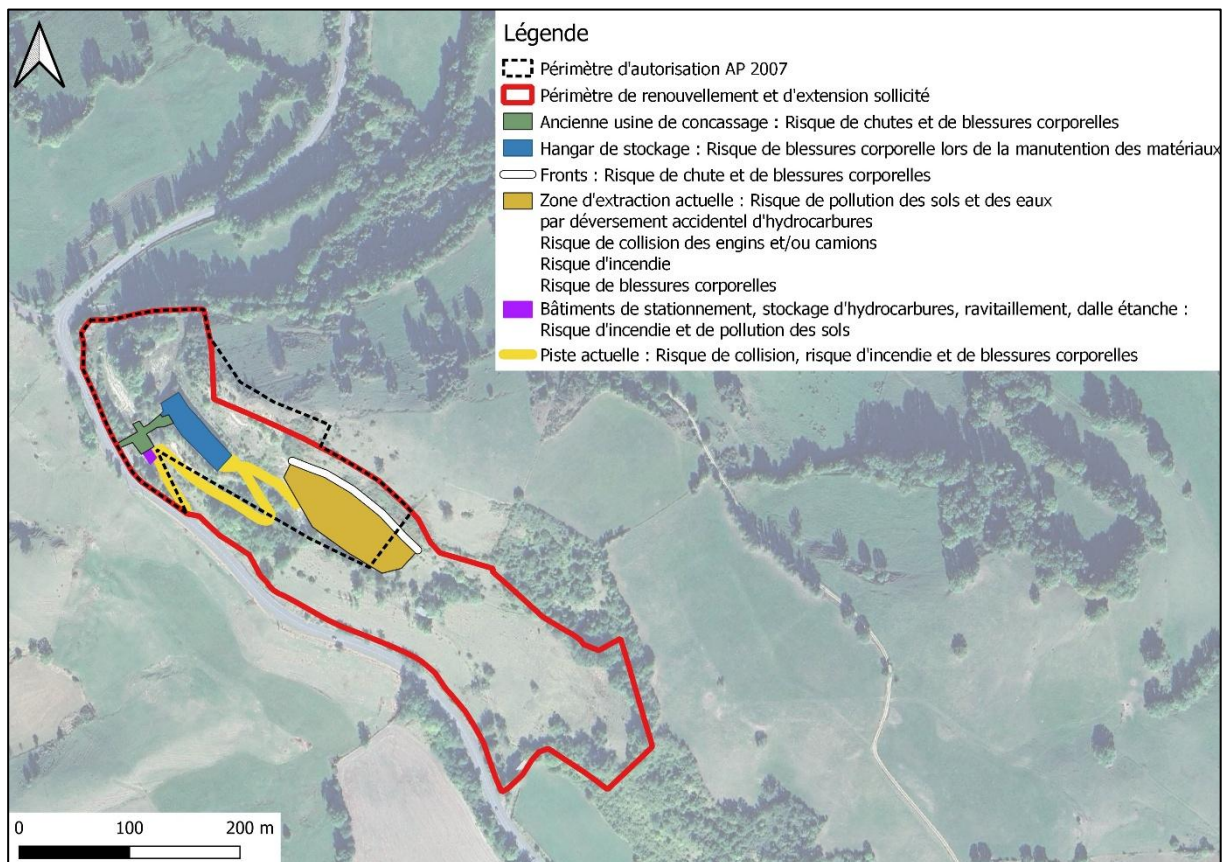 Légende
Périmètre d'autorisation AP 2007
Périmètre de renouvellement et d'extension sollicité
Ancienne usine de concassage : Risque de chutes et de blessures corporelles
Hangar de stockage : Risque de blessures corporelle lors de la manutention des matériaux
Fronts : Risque de chute et de blessures corporelles
Zone d'extraction actuelle : Risque de pollution des sols et des eaux
par déversement accidentel d'hydrocarbures
Risque de collision des engins et/ou camions
Risque d'incendie
Risque de blessures corporelles
Bâtiments de stationnement, stockage d'hydrocarbures, ravitaillement, dalle étanche :
Risque d'incendie et de pollution des sols
Piste actuelle : Risque de collision, risque d'incendie et de blessures corporelles
0 100 200 m